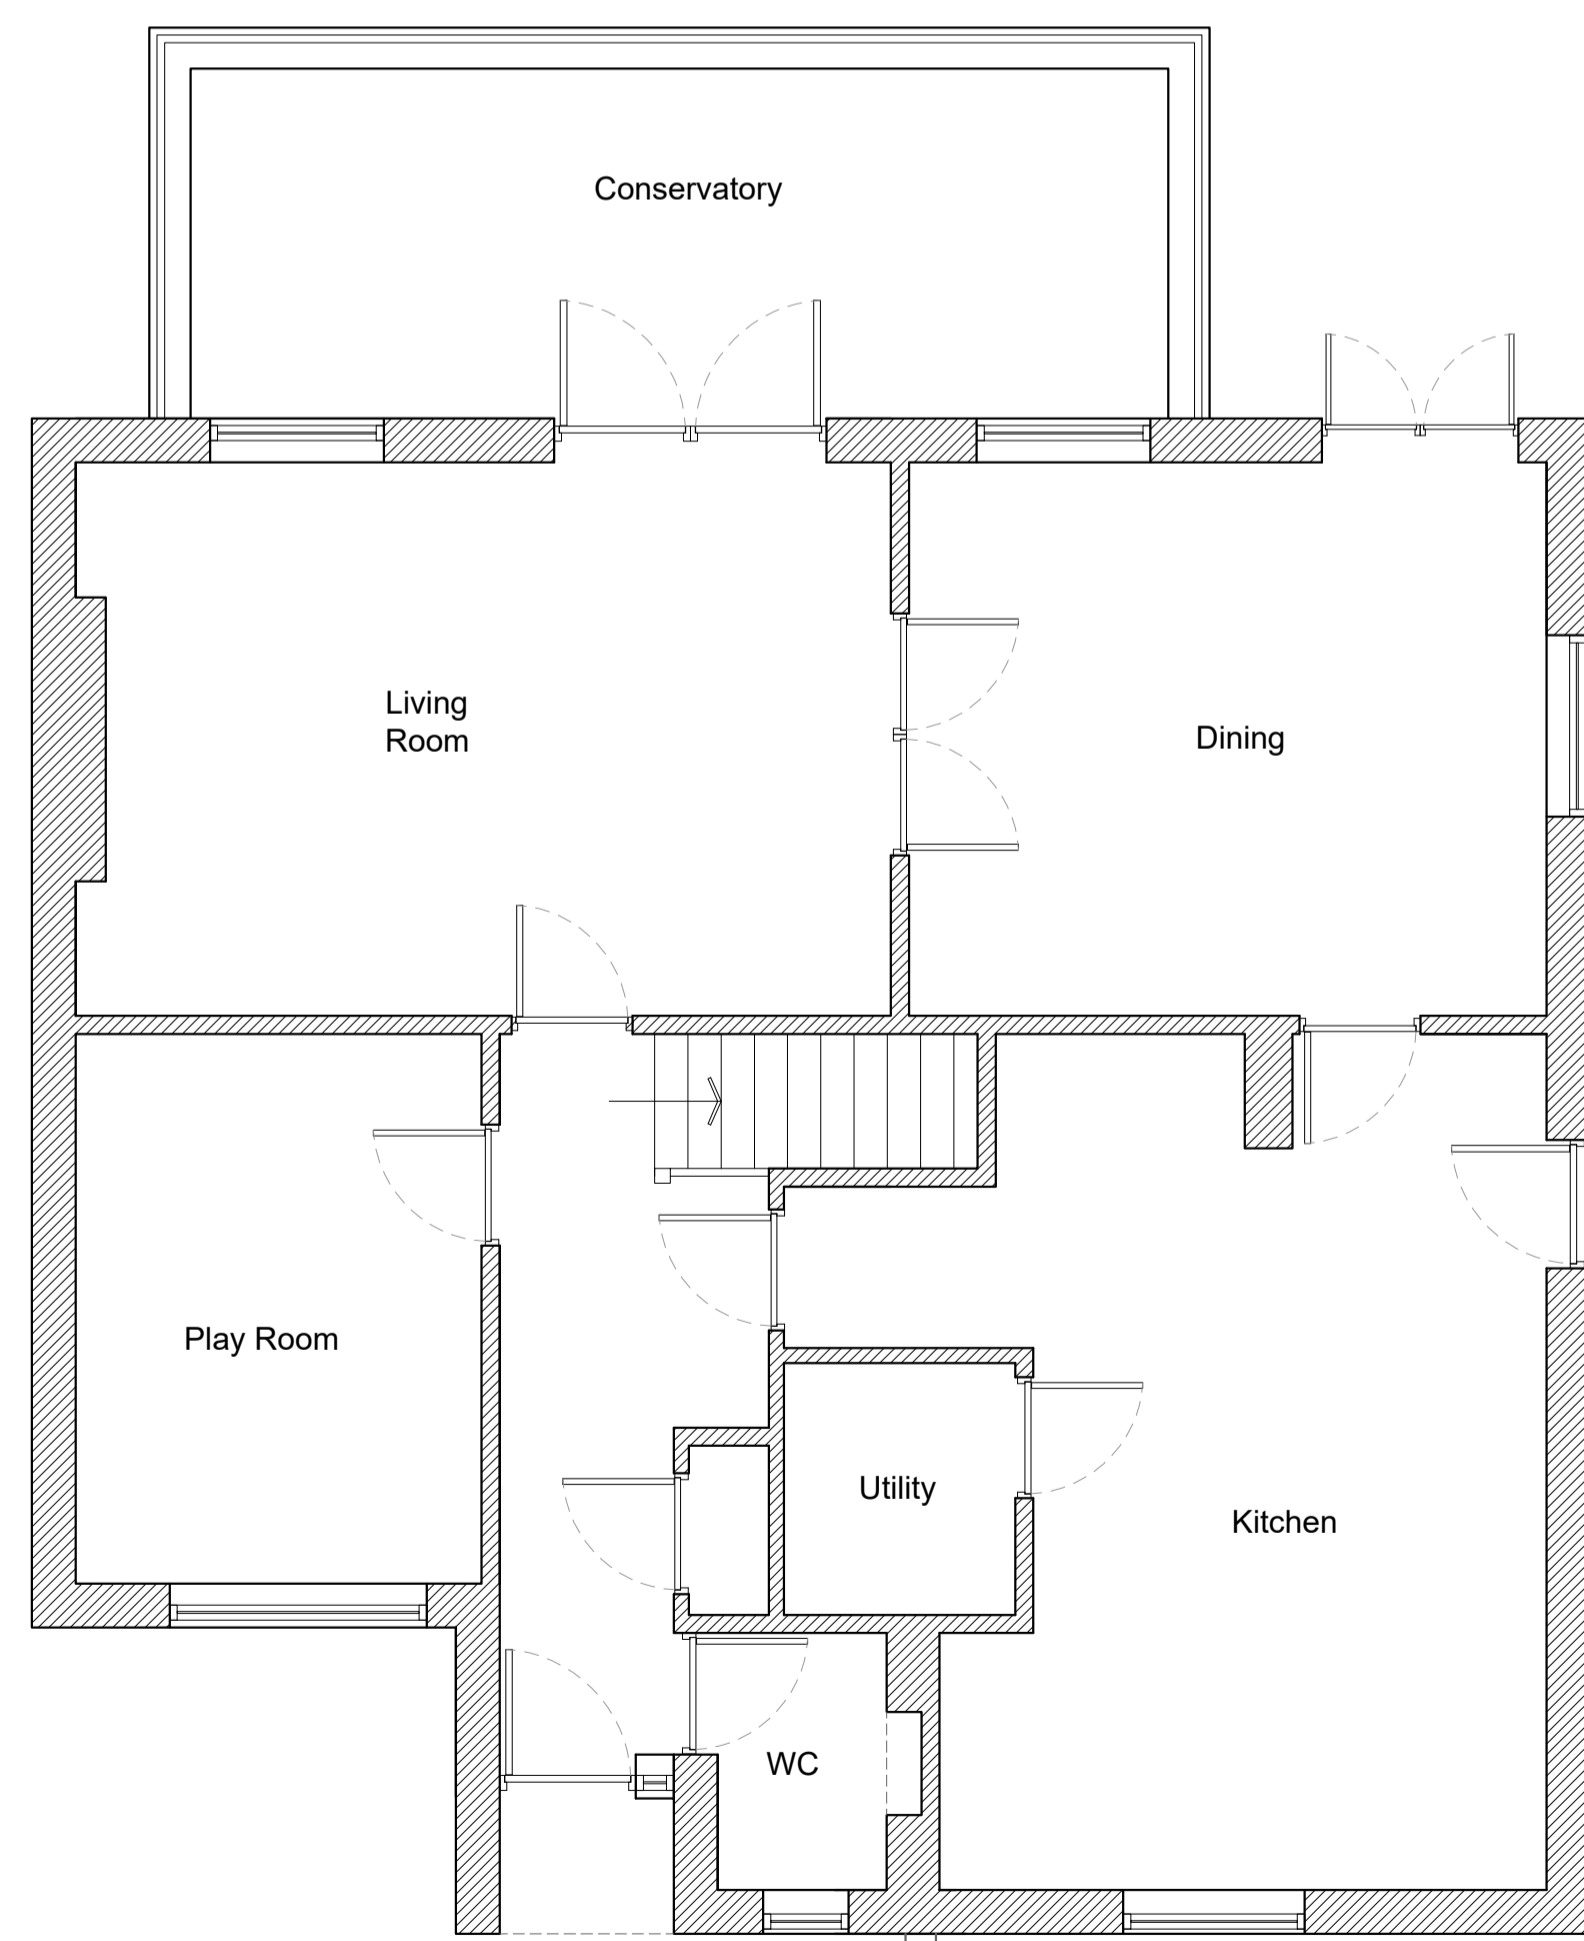 Conservatory
Living
Room
Dining
Play Room
Utility
Kitchen
WC